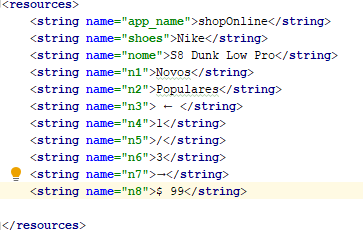 <resources>
<string name="app_name">shopOnline</string>
<string name="shoes">Nike</string>
<string name="nome">S8 Dunk Low Pro</string>
<string name="n1">Novos</string>
<string name="n2">Populares</string>
<string name="n3"> ← </string>
<string name="n4">1</string>
<string name="n5">/</string>
<string name="n6">3</string>
<string name="n7">→</string>
<string name="n8">$ 99</string>
</resources>